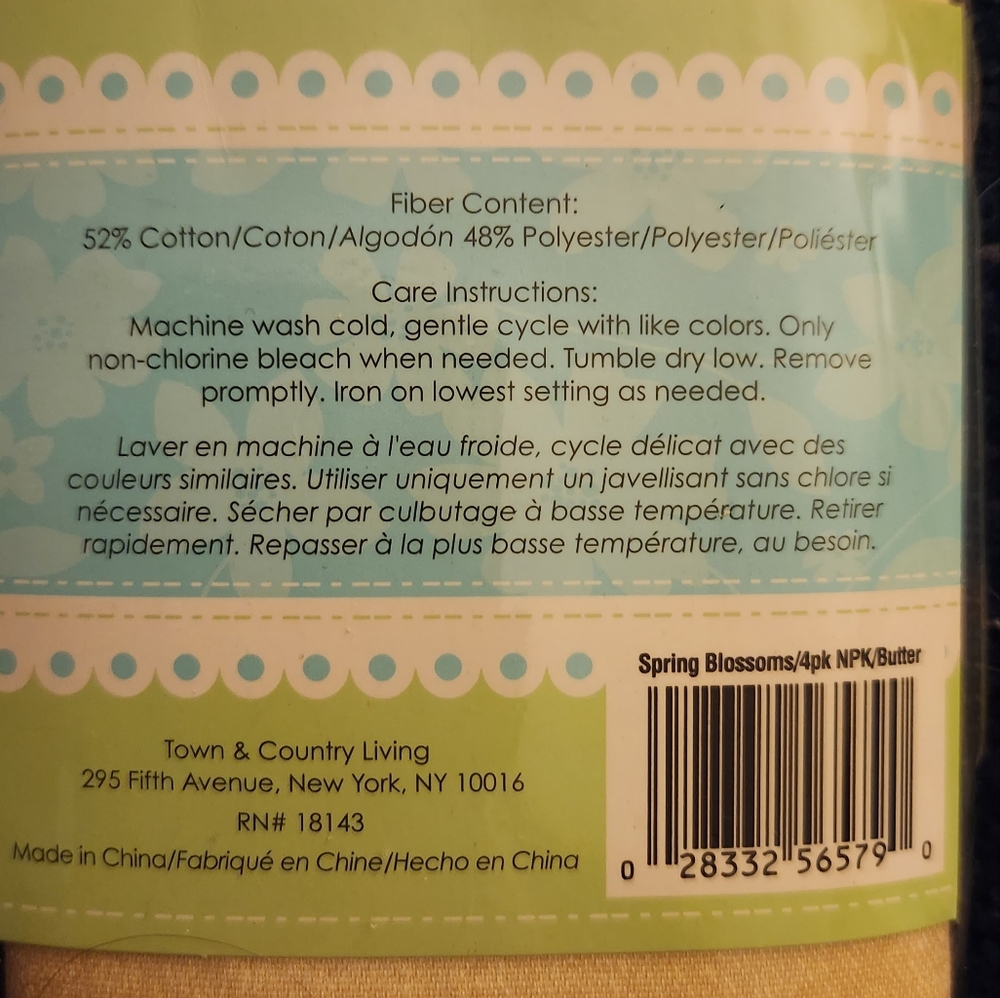 Fiber Content:
52% Cotton/Coton/Algodón 48% Polyester/Polyester/Poliéster
Care Instructions:
Machine wash cold, gentle cycle with like colors. Only
non-chlorine bleach when needed. Tumble dry low. Remove
promptly. Iron on lowest setting as needed.
Laver en machine à l'eau froide, cycle délicat avec des
couleurs similaires. Utiliser uniquement un javellisant sans chlore si
nécessaire. Sécher par culbutage à basse température. Retirer
rapidement. Repasser à la plus basse température, au besoin.
Spring Blossoms/4pk NPK/Butter
Town & Country Living
295 Fifth Avenue, New York, NY 10016
RN# 18143
Made in China/Fabriqué en Chine/Hecho en China
0 28332 56579 0